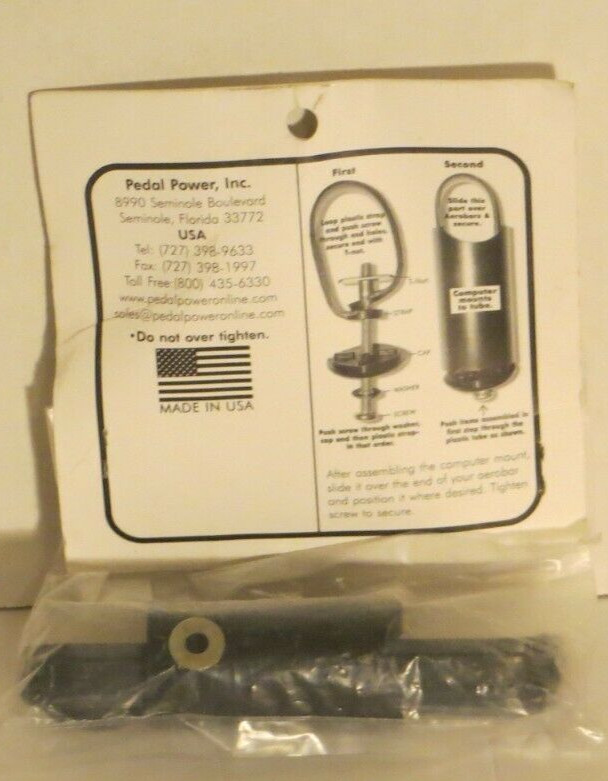 Pedal Power, Inc.
8990 Seminole Boulevard
Seminole, Florida 33772
USA
Tel: (727) 398-9633
Fax: (727) 398-1997
Toll Free:(800) 435-6330
www.pedalpoweronline.com
sales@pedalpoweronline.com
•Do not over tighten.
MADE IN USA
First
Loop plastic strap
and push screw
through end holes,
secure end with
T-nut.
T-Nut
STRAP
CAP
WASHER
SCREW
Push screw through washer,
cap and then plastic strap-
in that order.
Second
Slide this
part over
Aerobars &
secure.
Computer
mounts
to tube.
Push items assembled in
first step through the
plastic tube as shown.
After assembling the computer mount,
slide it over the end of your aerobar
and position it where desired. Tighten
screw to secure.